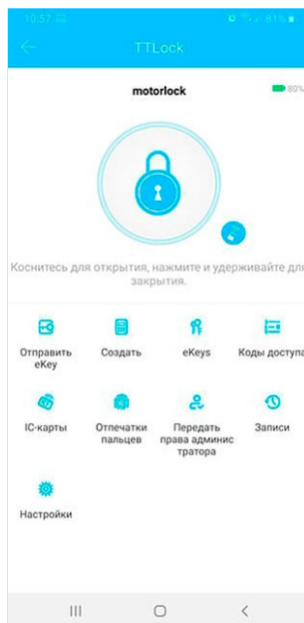 10:57
81%
TTLock
motorlock
80%
Коснитесь для открытия, нажмите и удерживайте для
закрытия.
Отправить
eKey
Создать
eKeys
Коды доступа
IC-карты
Отпечатки
пальцев
Передать
права админис
тратора
Записи
Настройки